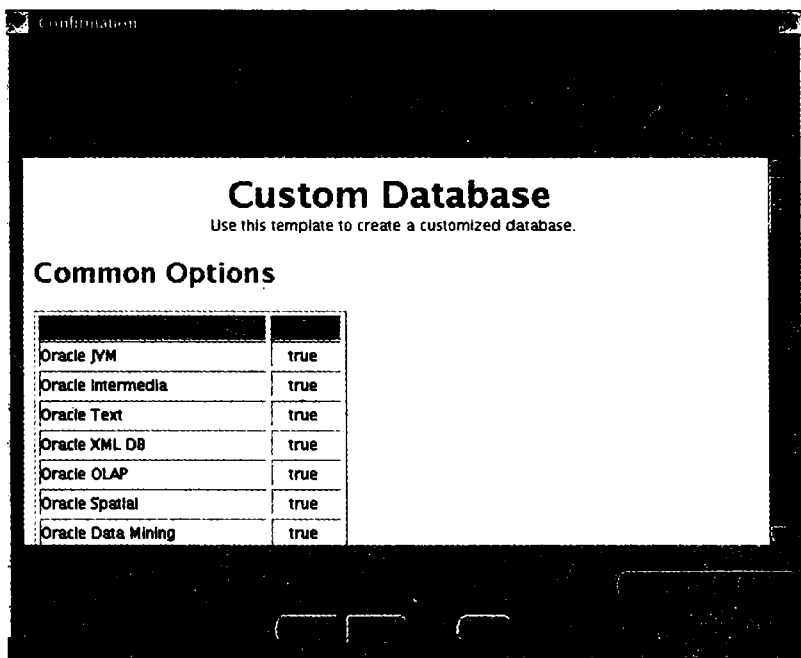 Confirmation
Custom Database
Use this template to create a customized database.
Common Options
Oracle JVM true
Oracle Intermedia true
Oracle Text true
Oracle XML DB true
Oracle OLAP true
Oracle Spatial true
Oracle Data Mining true